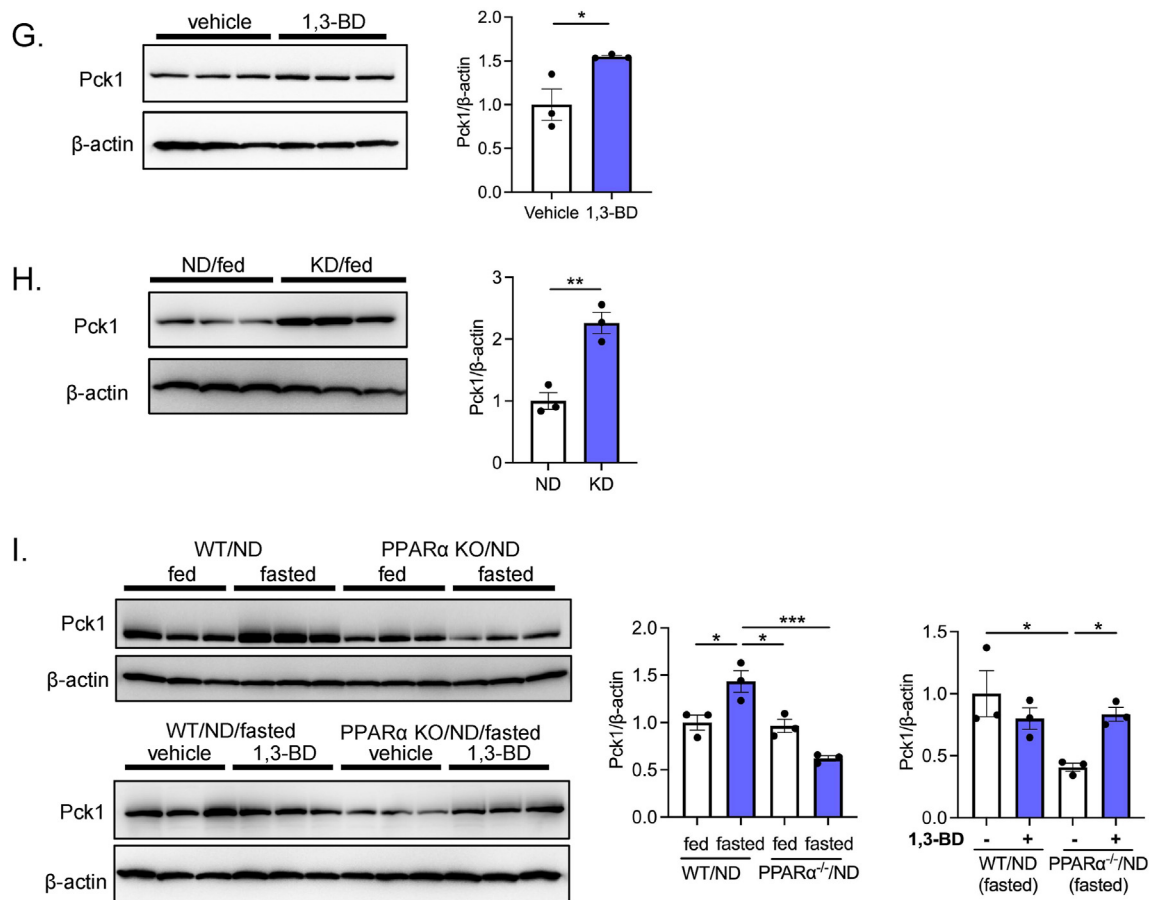 G.
vehicle 1,3-BD
Pck1
β-actin
2.0
1.5
1.0
0.5
0.0
Pck1/β-actin
*
Vehicle 1,3-BD
H.
ND/fed KD/fed
Pck1
β-actin
3
2
1
0
Pck1/β-actin
**
ND KD
I.
WT/ND PPARα KO/ND
fed fasted fed fasted
Pck1
β-actin
WT/ND/fasted PPARα KO/ND/fasted
vehicle 1,3-BD vehicle 1,3-BD
Pck1
β-actin
2.0
1.5
1.0
0.5
0.0
Pck1/β-actin
* * ***
fed fasted fed fasted
WT/ND PPARα-/-/ND
1.5
1.0
0.5
0.0
Pck1/β-actin
* *
1,3-BD - + - +
WT/ND PPARα-/-/ND
(fasted) (fasted)